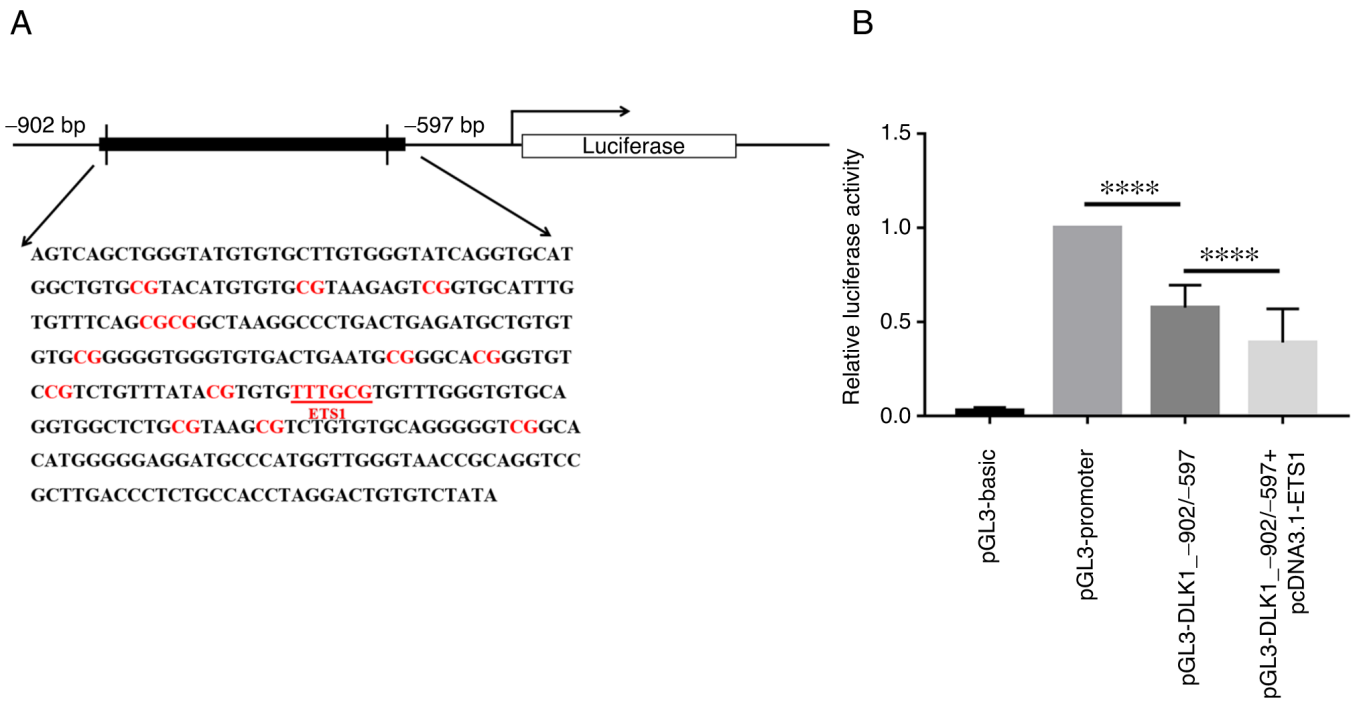 A
−902 bp
−597 bp
Luciferase
AGTCAGCTGGGTATGTGTGCTTGTGGGTATCAGGTGCAT
GGCTGTGCGTACATGTGTGCGTAAGAGTCGGTGCATTTG
TGTTTCAGCGCGGCTAAGGCCCTGACTGAGATGCTGTGT
GTGCGGGGGTGGGTGTGACTGAATGCGGGCACGGGTGT
CCGTCTGTTTATACGTGTGTTTGCGTGTTTGGGTGTGCA
ETS1
GGTGGCTCTGCGTAAGCGTCTGTGTGCAGGGGGTCGGCA
CATGGGGGAGGATGCCCATGGTTGGGTAACCGCAGGTCC
GCTTGACCCTCTGCCACCTAGGACTGTGTCTATA
B
Relative luciferase activity
1.5
1.0
0.5
0.0
****
****
pGL3-basic
pGL3-promoter
pGL3-DLK1_−902/−597
pGL3-DLK1_−902/−597+
pcDNA3.1-ETS1